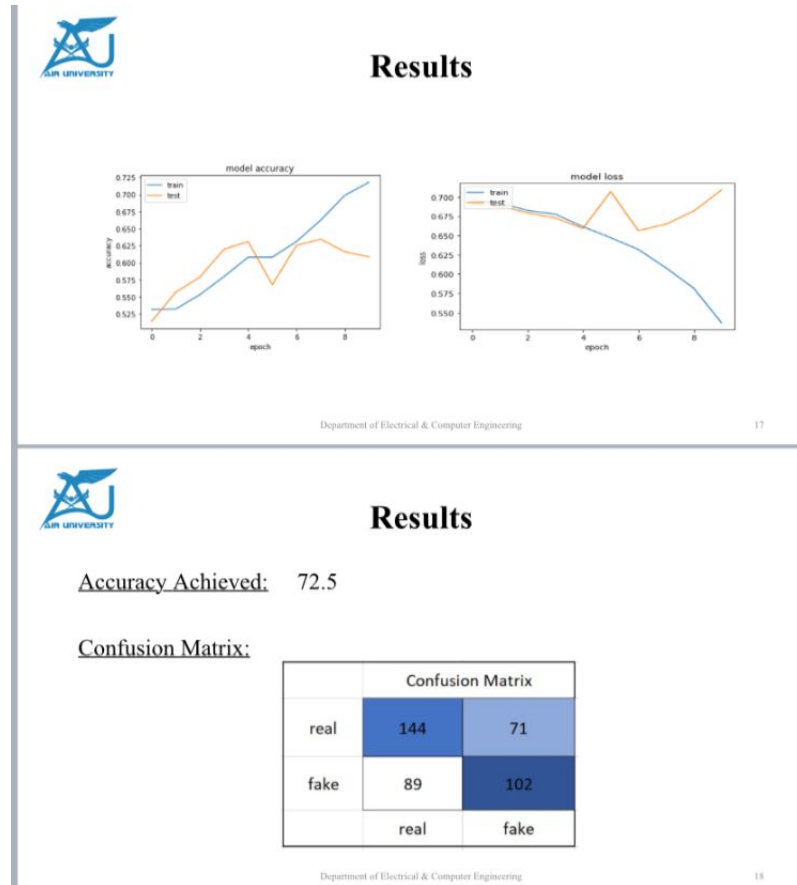 AIR UNIVERSITY
Results
model accuracy
train
test
0.725
0.700
0.675
0.650
0.625
0.600
0.575
0.550
0.525
accuracy
0 2 4 6 8
epoch
model loss
train
test
0.700
0.675
0.650
0.625
0.600
0.575
0.550
loss
0 2 4 6 8
epoch
Department of Electrical & Computer Engineering 17
AIR UNIVERSITY
Results
Accuracy Achieved: 72.5
Confusion Matrix:
Confusion Matrix
real 144 71
fake 89 102
real fake
Department of Electrical & Computer Engineering 18